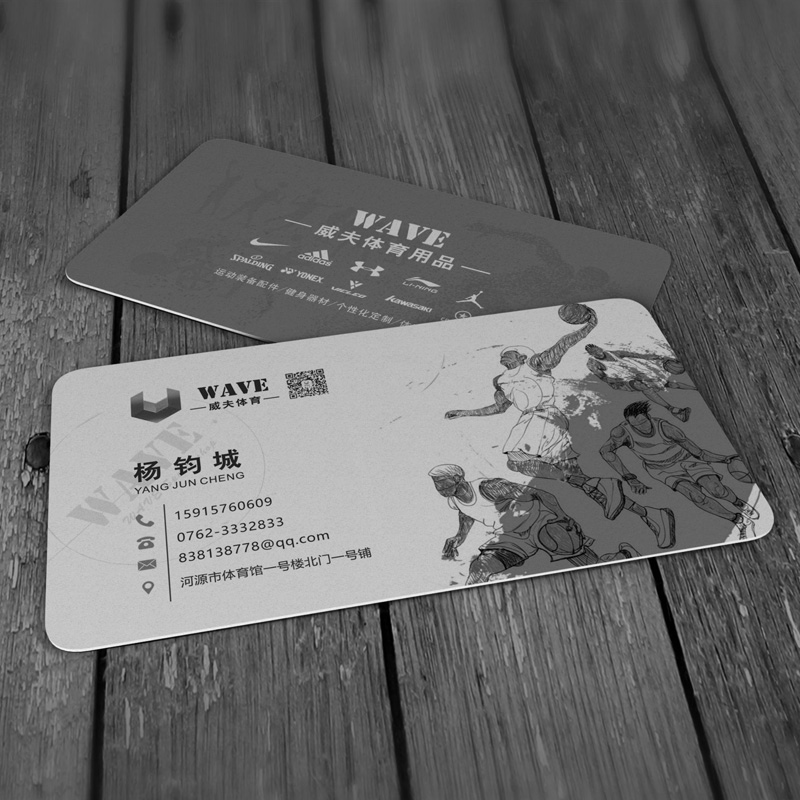 WAVE
威夫体育用品
SPALDING
adidas
YONEX
LI-NING
kawasaki
运动装备配件/健身器材/个性化定制/
WAVE
威夫体育
WAVE
杨钧城
YANG JUN CHENG
15915760609
0762-3332833
838138778@qq.com
河源市体育馆一号楼北门一号铺